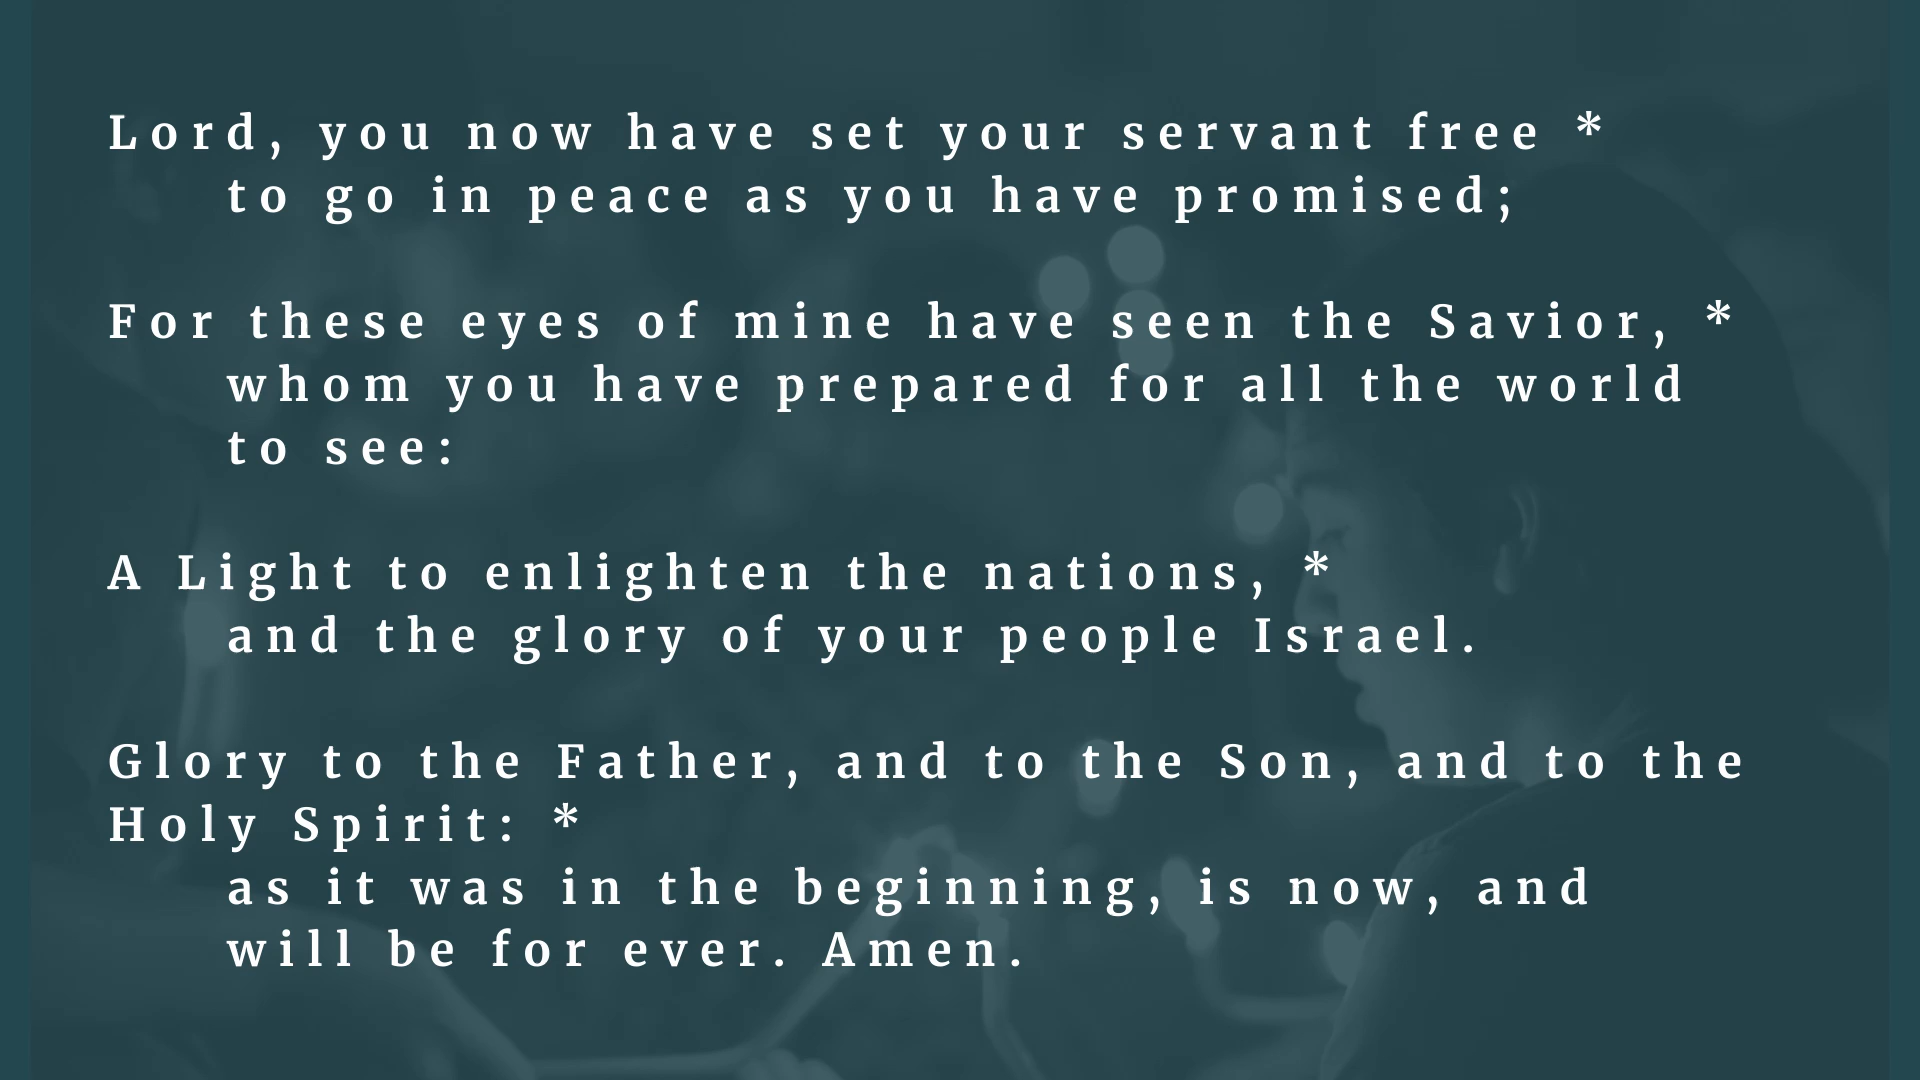 Lord, you now have set your servant free *
to go in peace as you have promised;
For these eyes of mine have seen the Savior, *
whom you have prepared for all the world
to see:
A Light to enlighten the nations, *
and the glory of your people Israel.
Glory to the Father, and to the Son, and to the
Holy Spirit: *
as it was in the beginning, is now, and
will be for ever. Amen.